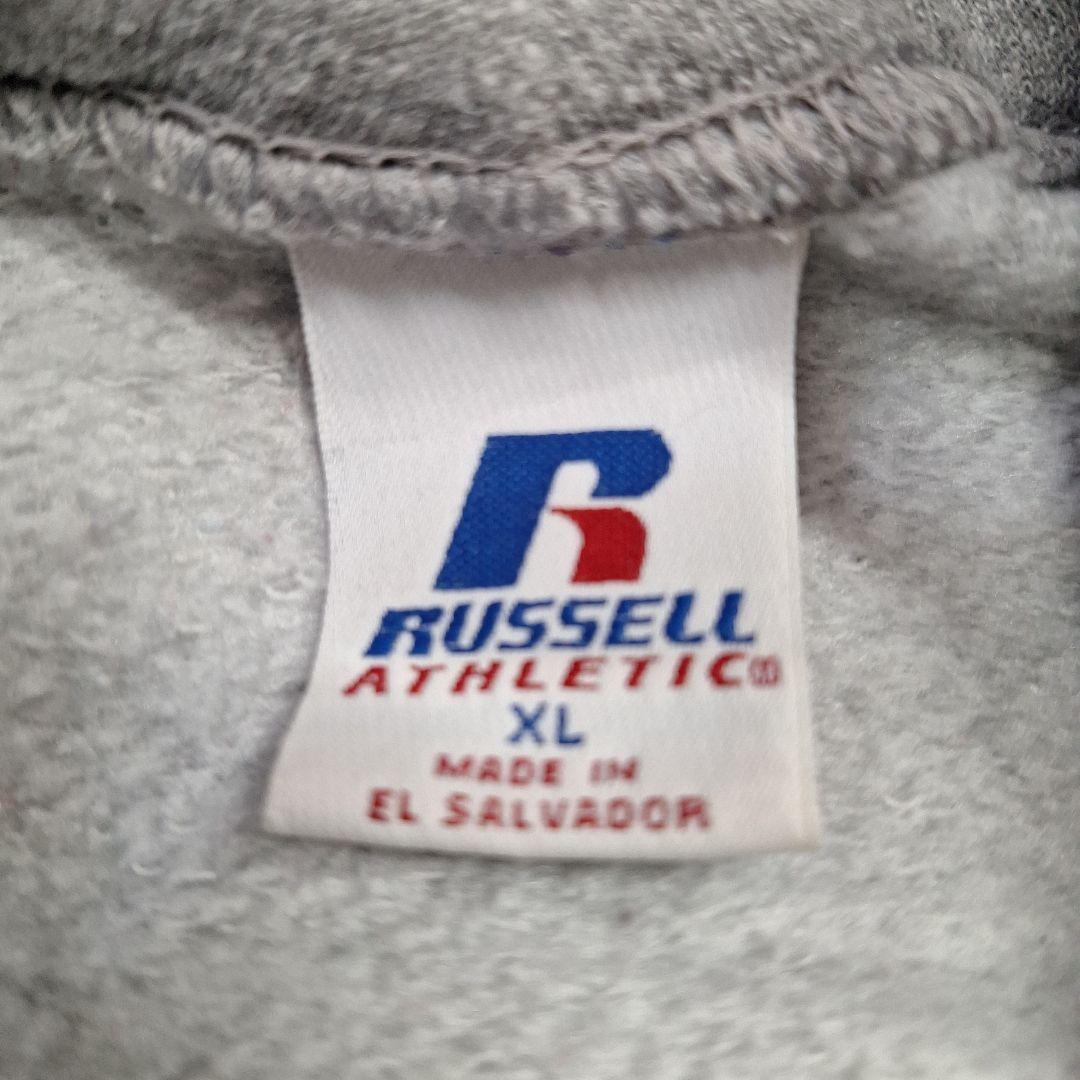 R
RUSSELL
ATHLETIC®
XL
MADE IN
EL SALVADOR